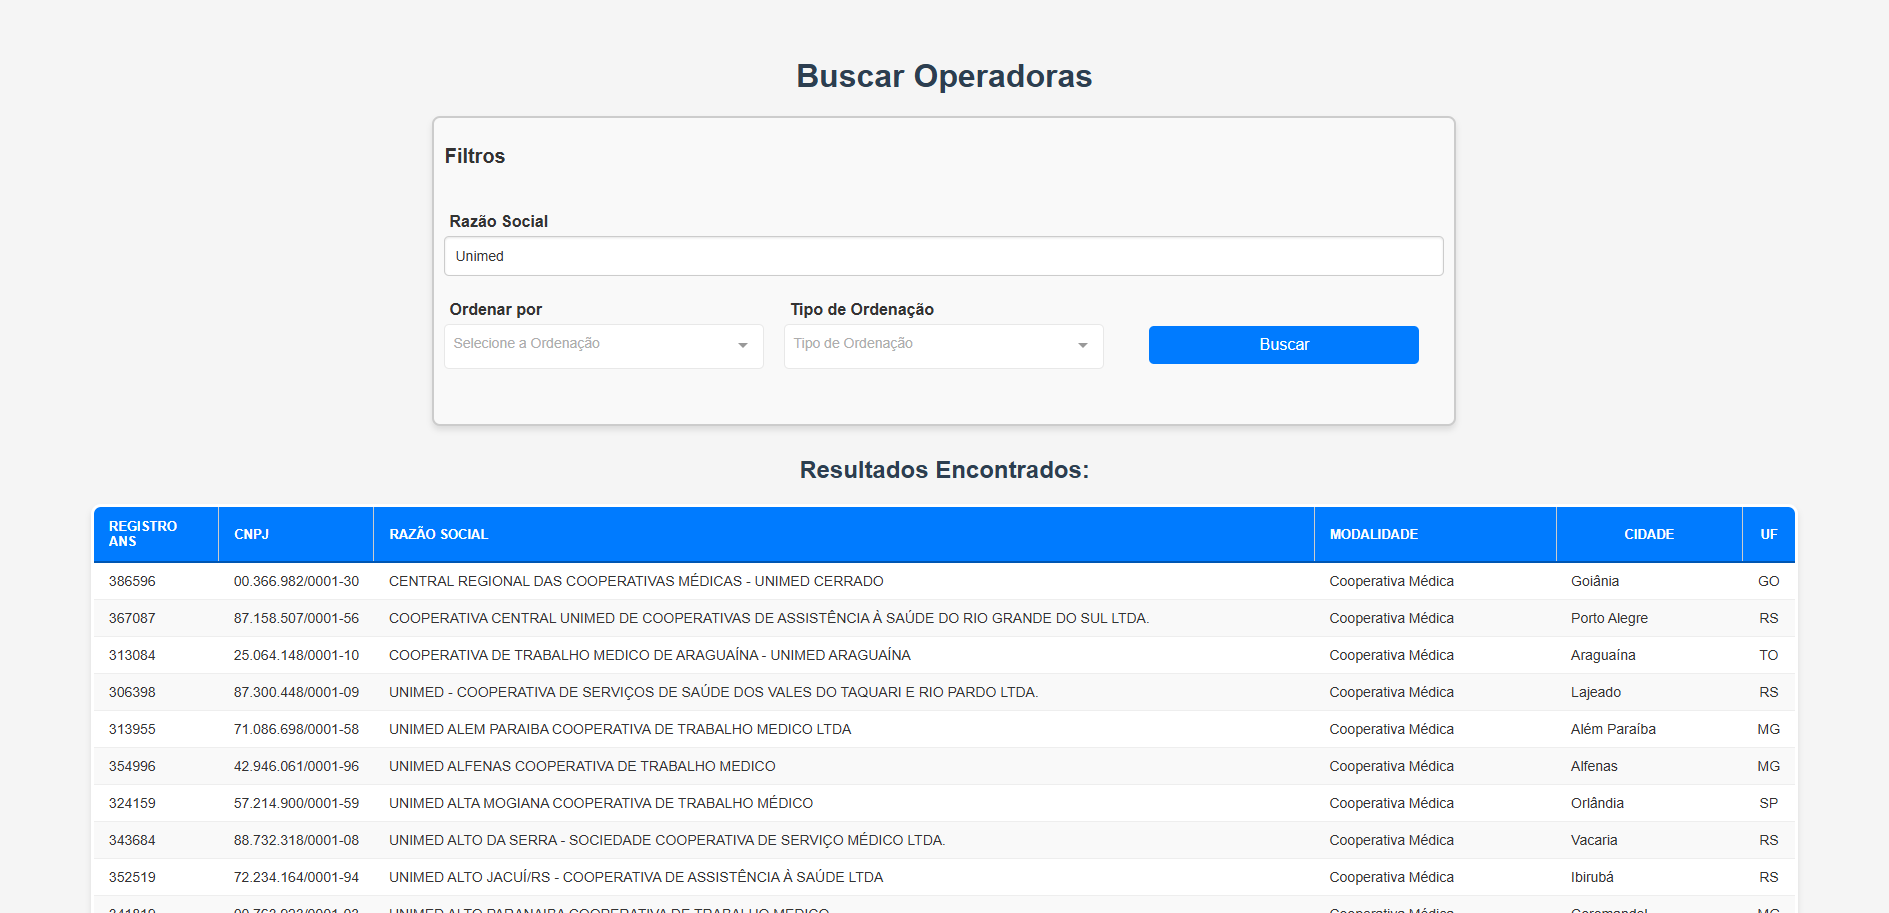 Buscar Operadoras
Filtros
Razão Social
Unimed
Ordenar por Tipo de Ordenação
Selecione a Ordenação Tipo de Ordenação Buscar
Resultados Encontrados:
REGISTRO ANS CNPJ RAZÃO SOCIAL MODALIDADE CIDADE UF
386596 00.366.982/0001-30 CENTRAL REGIONAL DAS COOPERATIVAS MÉDICAS - UNIMED CERRADO Cooperativa Médica Goiânia GO
367087 87.158.507/0001-56 COOPERATIVA CENTRAL UNIMED DE COOPERATIVAS DE ASSISTÊNCIA À SAÚDE DO RIO GRANDE DO SUL LTDA. Cooperativa Médica Porto Alegre RS
313084 25.064.148/0001-10 COOPERATIVA DE TRABALHO MEDICO DE ARAGUAÍNA - UNIMED ARAGUAÍNA Cooperativa Médica Araguaína TO
306398 87.300.448/0001-09 UNIMED - COOPERATIVA DE SERVIÇOS DE SAÚDE DOS VALES DO TAQUARI E RIO PARDO LTDA. Cooperativa Médica Lajeado RS
313955 71.086.698/0001-58 UNIMED ALEM PARAIBA COOPERATIVA DE TRABALHO MEDICO LTDA Cooperativa Médica Além Paraíba MG
354996 42.946.061/0001-96 UNIMED ALFENAS COOPERATIVA DE TRABALHO MEDICO Cooperativa Médica Alfenas MG
324159 57.214.900/0001-59 UNIMED ALTA MOGIANA COOPERATIVA DE TRABALHO MÉDICO Cooperativa Médica Orlândia SP
343684 88.732.318/0001-08 UNIMED ALTO DA SERRA - SOCIEDADE COOPERATIVA DE SERVIÇO MÉDICO LTDA. Cooperativa Médica Vacaria RS
352519 72.234.164/0001-94 UNIMED ALTO JACUÍ/RS - COOPERATIVA DE ASSISTÊNCIA À SAÚDE LTDA Cooperativa Médica Ibirubá RS
UNIMED ALTO PARANAIBA COOPERATIVA DE TRABALHO MEDICO Cooperativa Médica Coromandel MG